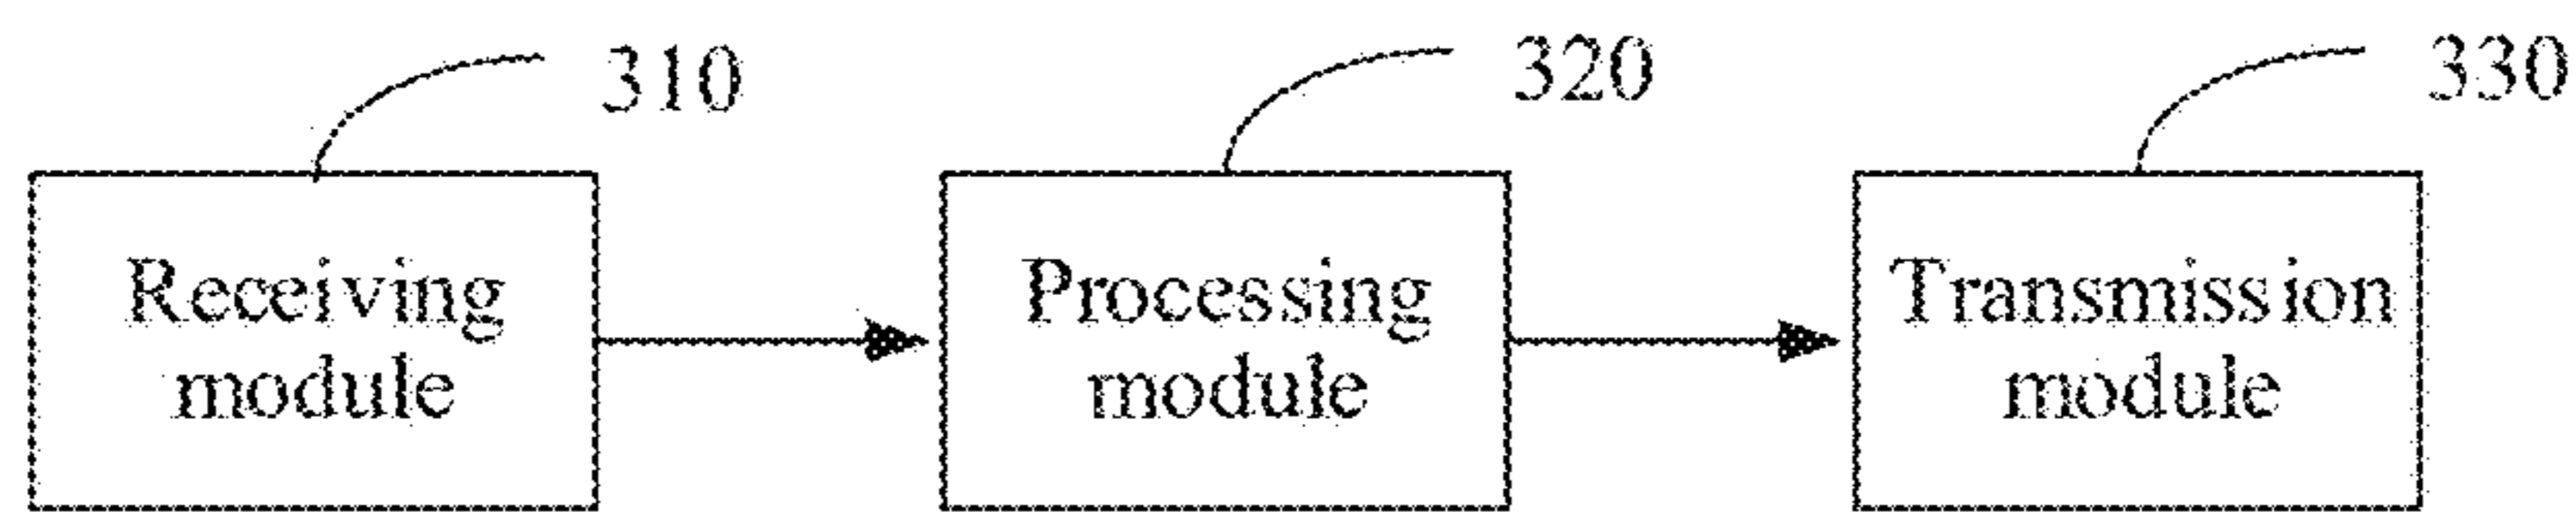 310
320
330
Receiving
module
Processing
module
Transmission
module